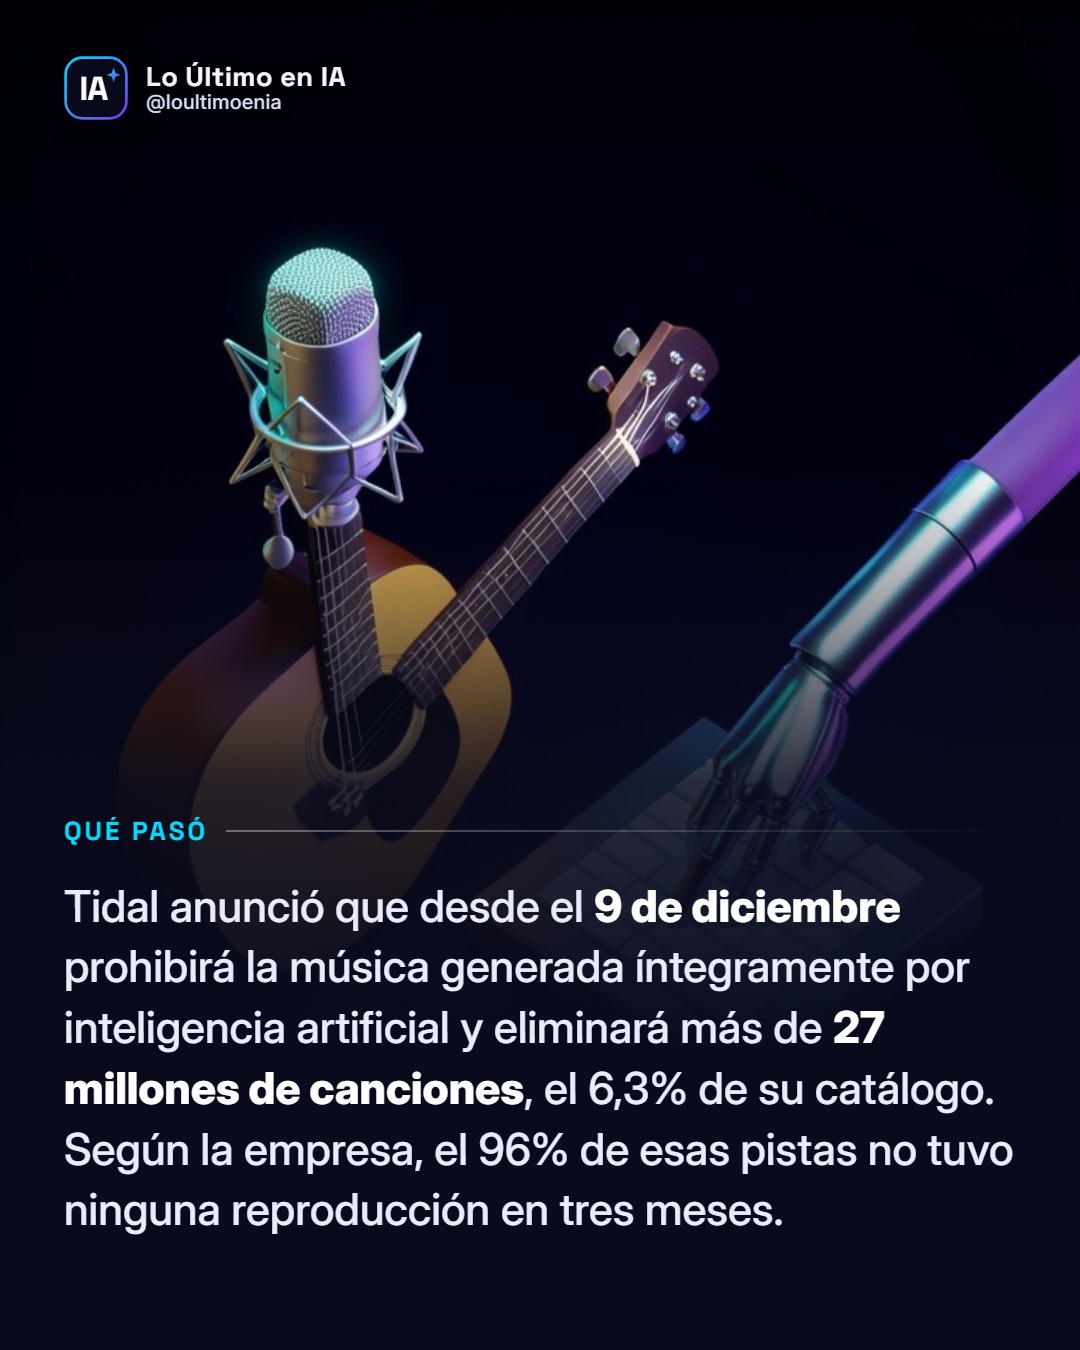 IA
Lo Último en IA
@loultimoenia
QUÉ PASÓ
Tidal anunció que desde el 9 de diciembre
prohibirá la música generada íntegramente por
inteligencia artificial y eliminará más de 27
millones de canciones, el 6,3% de su catálogo.
Según la empresa, el 96% de esas pistas no tuvo
ninguna reproducción en tres meses.